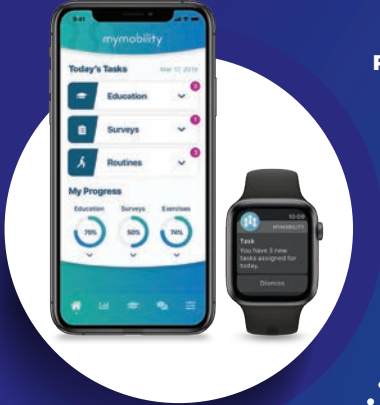 9:41
mymobility
Today's Tasks
Mar 17, 2019
Education
Surveys
Routines
My Progress
Education Surveys Exercises
75% 50% 74%
10:09
MYMOBILITY
Task
You have 3 new
tasks assigned for
today.
Dismiss